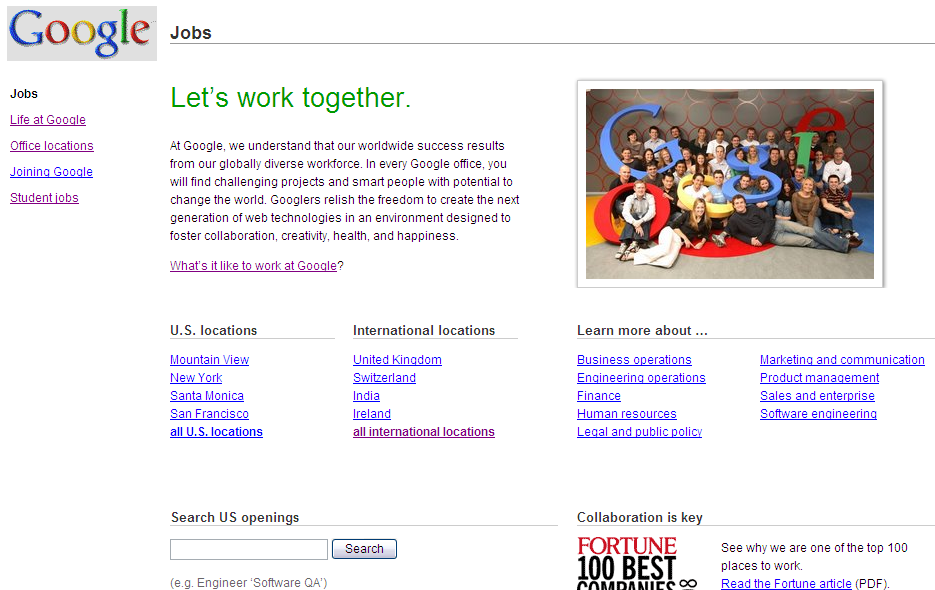 Google
Jobs
Jobs
Life at Google
Office locations
Joining Google
Student jobs
Let's work together.
At Google, we understand that our worldwide success results
from our globally diverse workforce. In every Google office, you
will find challenging projects and smart people with potential to
change the world. Googlers relish the freedom to create the next
generation of web technologies in an environment designed to
foster collaboration, creativity, health, and happiness.
What's it like to work at Google?
Google
U.S. locations
Mountain View
New York
Santa Monica
San Francisco
all U.S. locations
International locations
United Kingdom
Switzerland
India
Ireland
all international locations
Learn more about ...
Business operations
Engineering operations
Finance
Human resources
Legal and public policy
Marketing and communication
Product management
Sales and enterprise
Software engineering
Search US openings
Search
(e.g. Engineer 'Software QA')
Collaboration is key
FORTUNE
100 BEST
COMPANIES
See why we are one of the top 100
places to work.
Read the Fortune article (PDF).